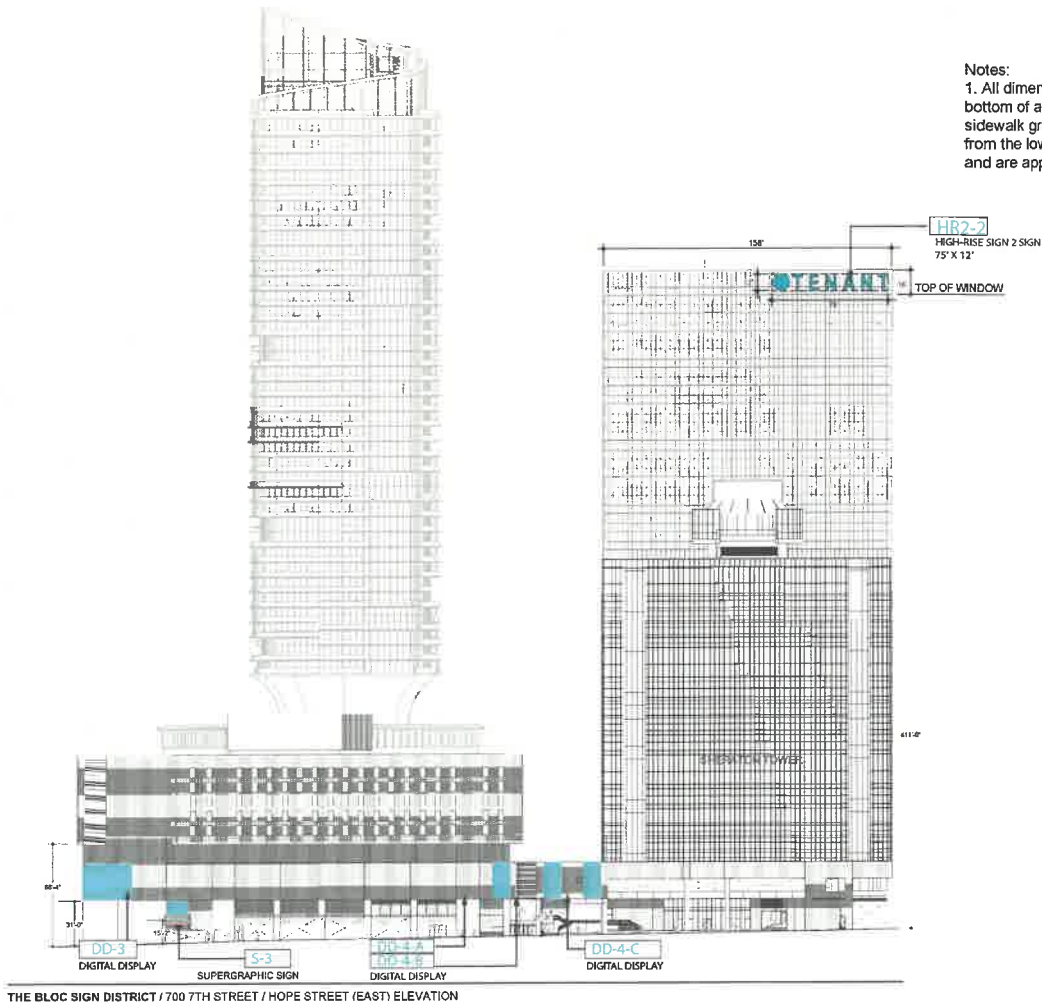 Notes:
1. All dimen
bottom of a
sidewalk gr
from the low
and are app
HR2-2
HIGH-RISE SIGN 2 SIGN
75' X 12'
158'
TENANT
TOP OF WINDOW
SHERATON TOWER
411'-0"
31'-0"
DD-3
DIGITAL DISPLAY
S-3
SUPERGRAPHIC SIGN
DD-4-A
DD-4-B
DIGITAL DISPLAY
DD-4-C
DIGITAL DISPLAY
THE BLOC SIGN DISTRICT / 700 7TH STREET / HOPE STREET (EAST) ELEVATION